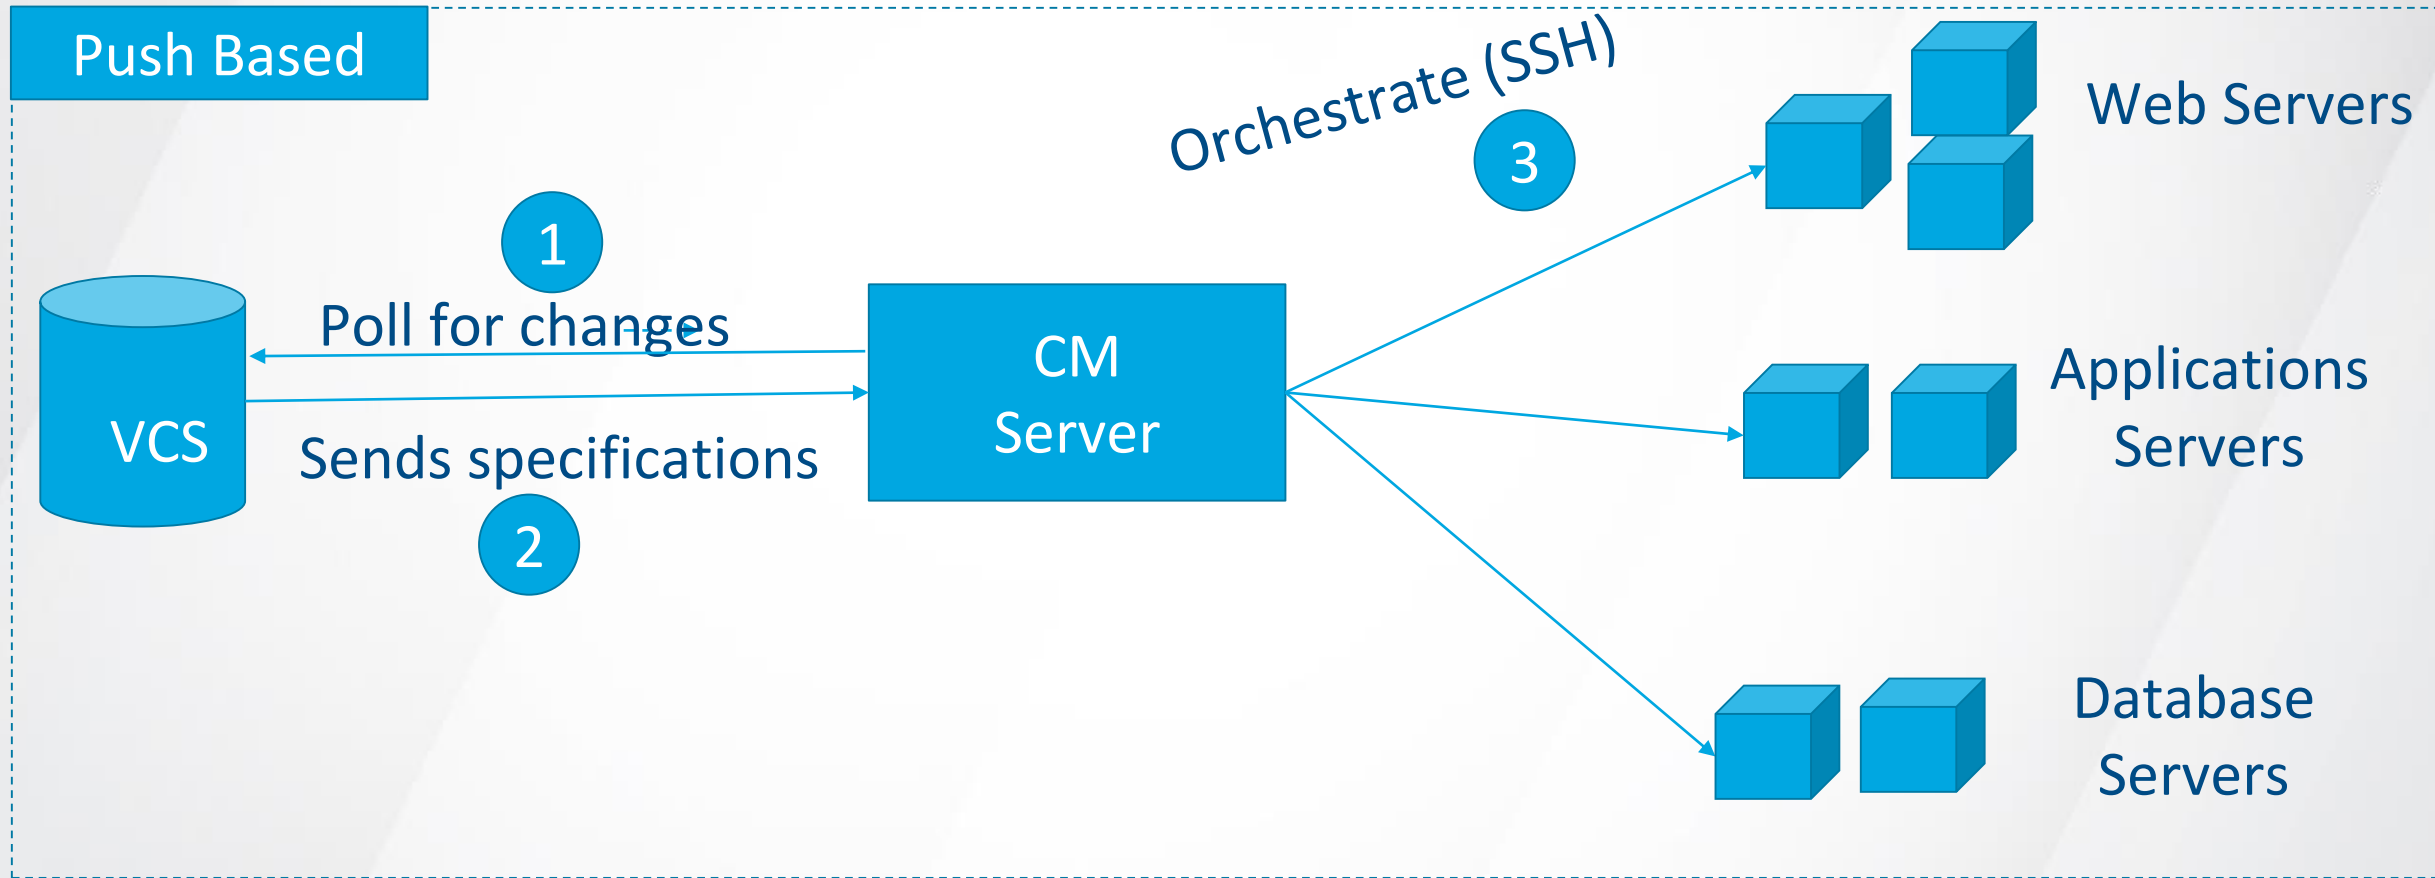 Push Based
Orchestrate (SSH)
3
Web Servers
1
Poll for changes
VCS
Sends specifications
2
CM
Server
Applications
Servers
Database
Servers